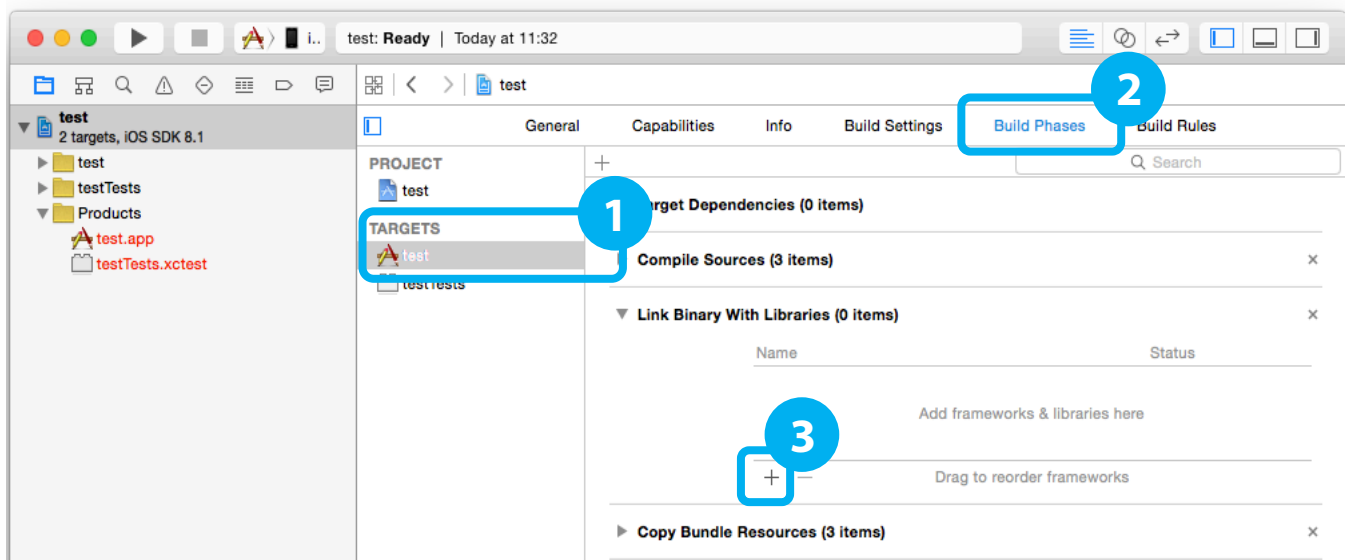 i..
test: Ready | Today at 11:32
test
test
2 targets, iOS SDK 8.1
test
testTests
Products
test.app
testTests.xctest
General Capabilities Info Build Settings Build Phases Build Rules
2
PROJECT
test
TARGETS
test
testTests
1
Search
Target Dependencies (0 items)
Compile Sources (3 items)
Link Binary With Libraries (0 items)
Name Status
Add frameworks & libraries here
3
Drag to reorder frameworks
Copy Bundle Resources (3 items)